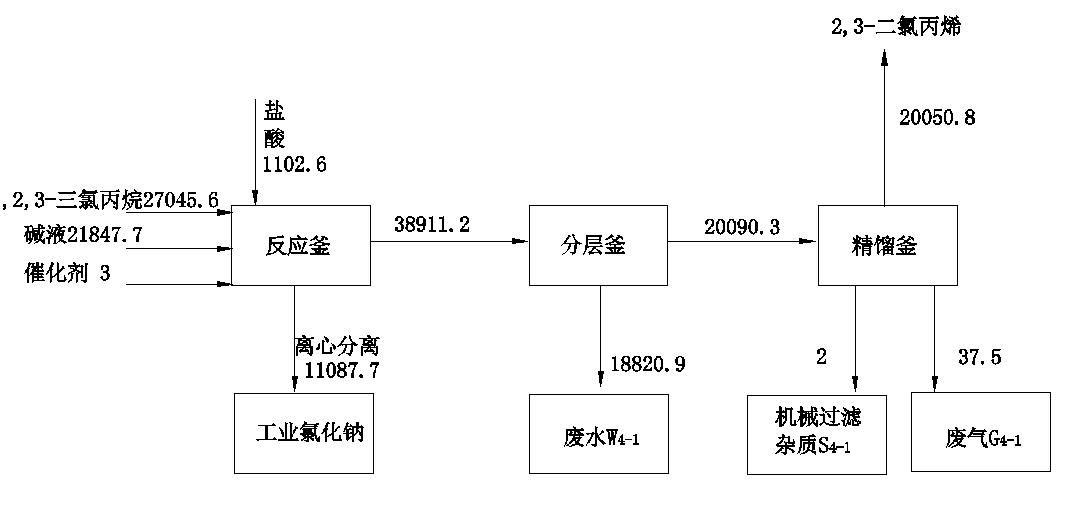 2,3-二氯丙烯
20050.8
盐
酸
1102.6
,2,3-三氯丙烷27045.6
碱液21847.7
催化剂 3
反应釜
38911.2
分层釜
20090.3
精馏釜
离心分离
11087.7
18820.9
2
37.5
工业氯化钠
废水W4-1
机械过滤
杂质S4-1
废气G4-1